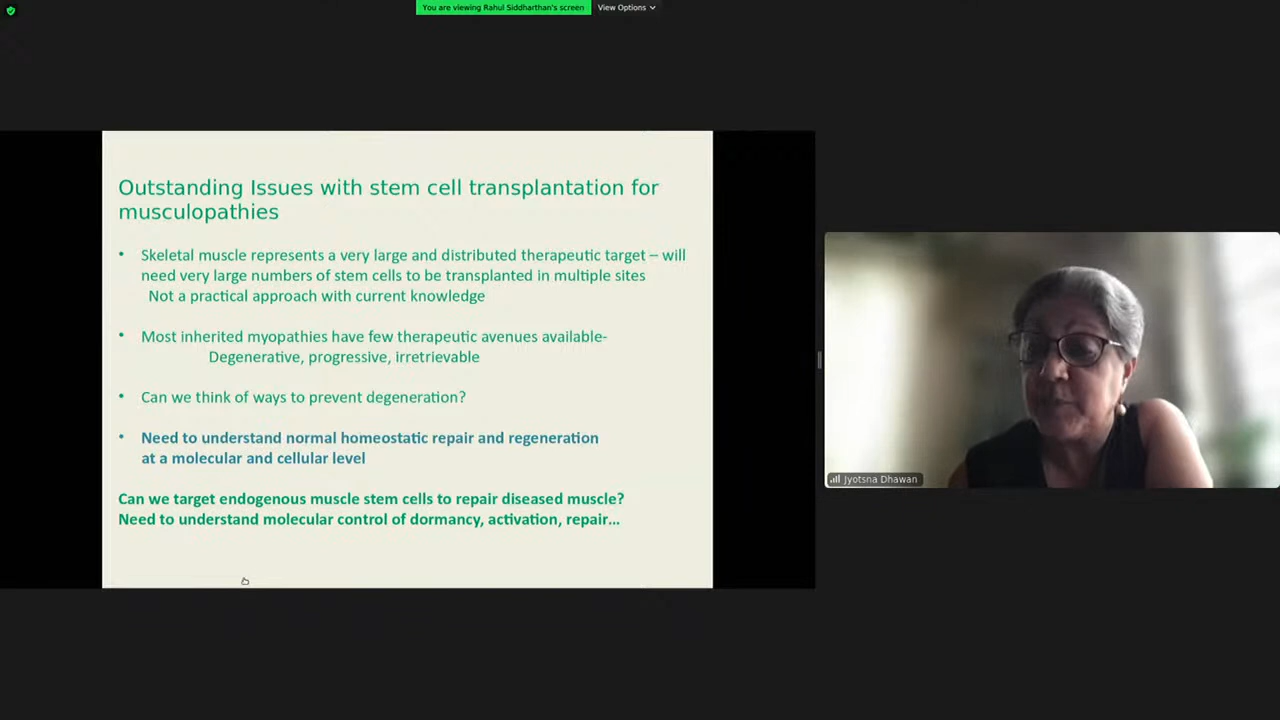 You are viewing Rahul Siddharthan's screen
View Options
Outstanding Issues with stem cell transplantation for
musculopathies
• Skeletal muscle represents a very large and distributed therapeutic target – will
need very large numbers of stem cells to be transplanted in multiple sites
Not a practical approach with current knowledge
• Most inherited myopathies have few therapeutic avenues available-
Degenerative, progressive, irretrievable
• Can we think of ways to prevent degeneration?
• Need to understand normal homeostatic repair and regeneration
at a molecular and cellular level
Can we target endogenous muscle stem cells to repair diseased muscle?
Need to understand molecular control of dormancy, activation, repair...
Jyotsna Dhawan